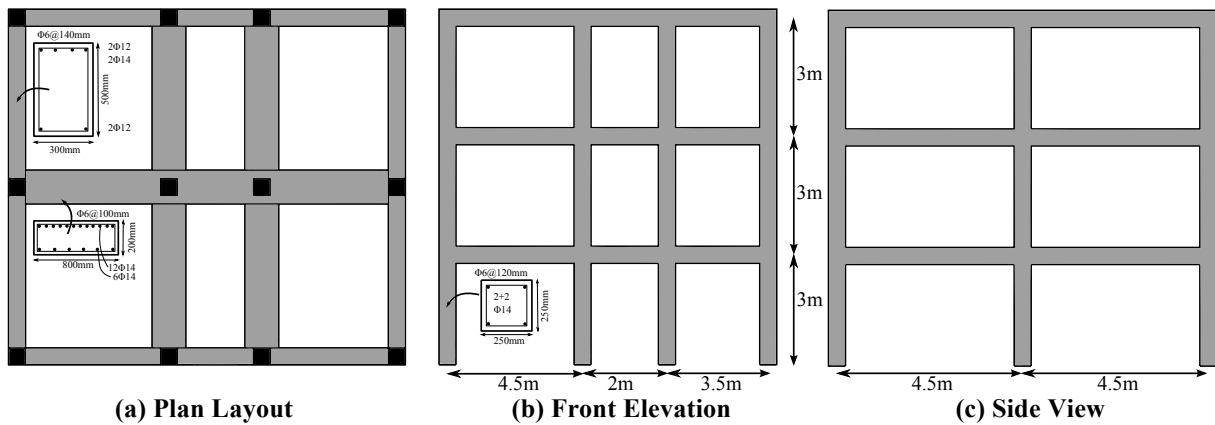 Φ6@140mm
2Φ12
2Φ14
500mm
2Φ12
300mm
Φ6@100mm
200mm
800mm
12Φ14
6Φ14
(a) Plan Layout
Φ6@120mm
2+2
Φ14
250mm
250mm
4.5m
2m
3.5m
(b) Front Elevation
3m
3m
3m
4.5m
4.5m
(c) Side View